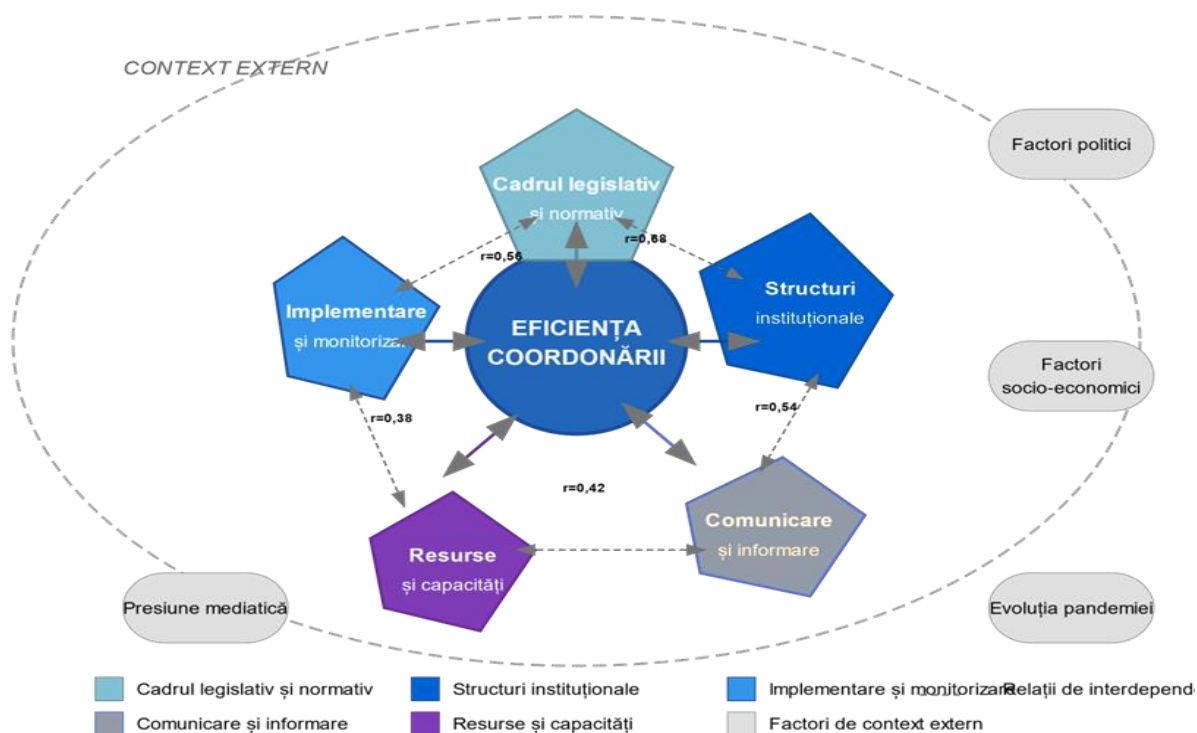 CONTEXT EXTERN
Factori politici
Cadrul legislativ
și normativ
r=0,56
r=0,68
Structuri
instituționale
Implementare
și monitorizar
EFICIENȚA
COORDONĂRII
Factori
socio-economici
r=0,38
r=0,54
r=0,42
Comunicare
și informare
Resurse
și capacități
Presiune mediatică
Evoluția pandemiei
Cadrul legislativ și normativ
Structuri instituționale
Implementare și monitorizare
Relații de interdepend
Comunicare și informare
Resurse și capacități
Factori de context extern